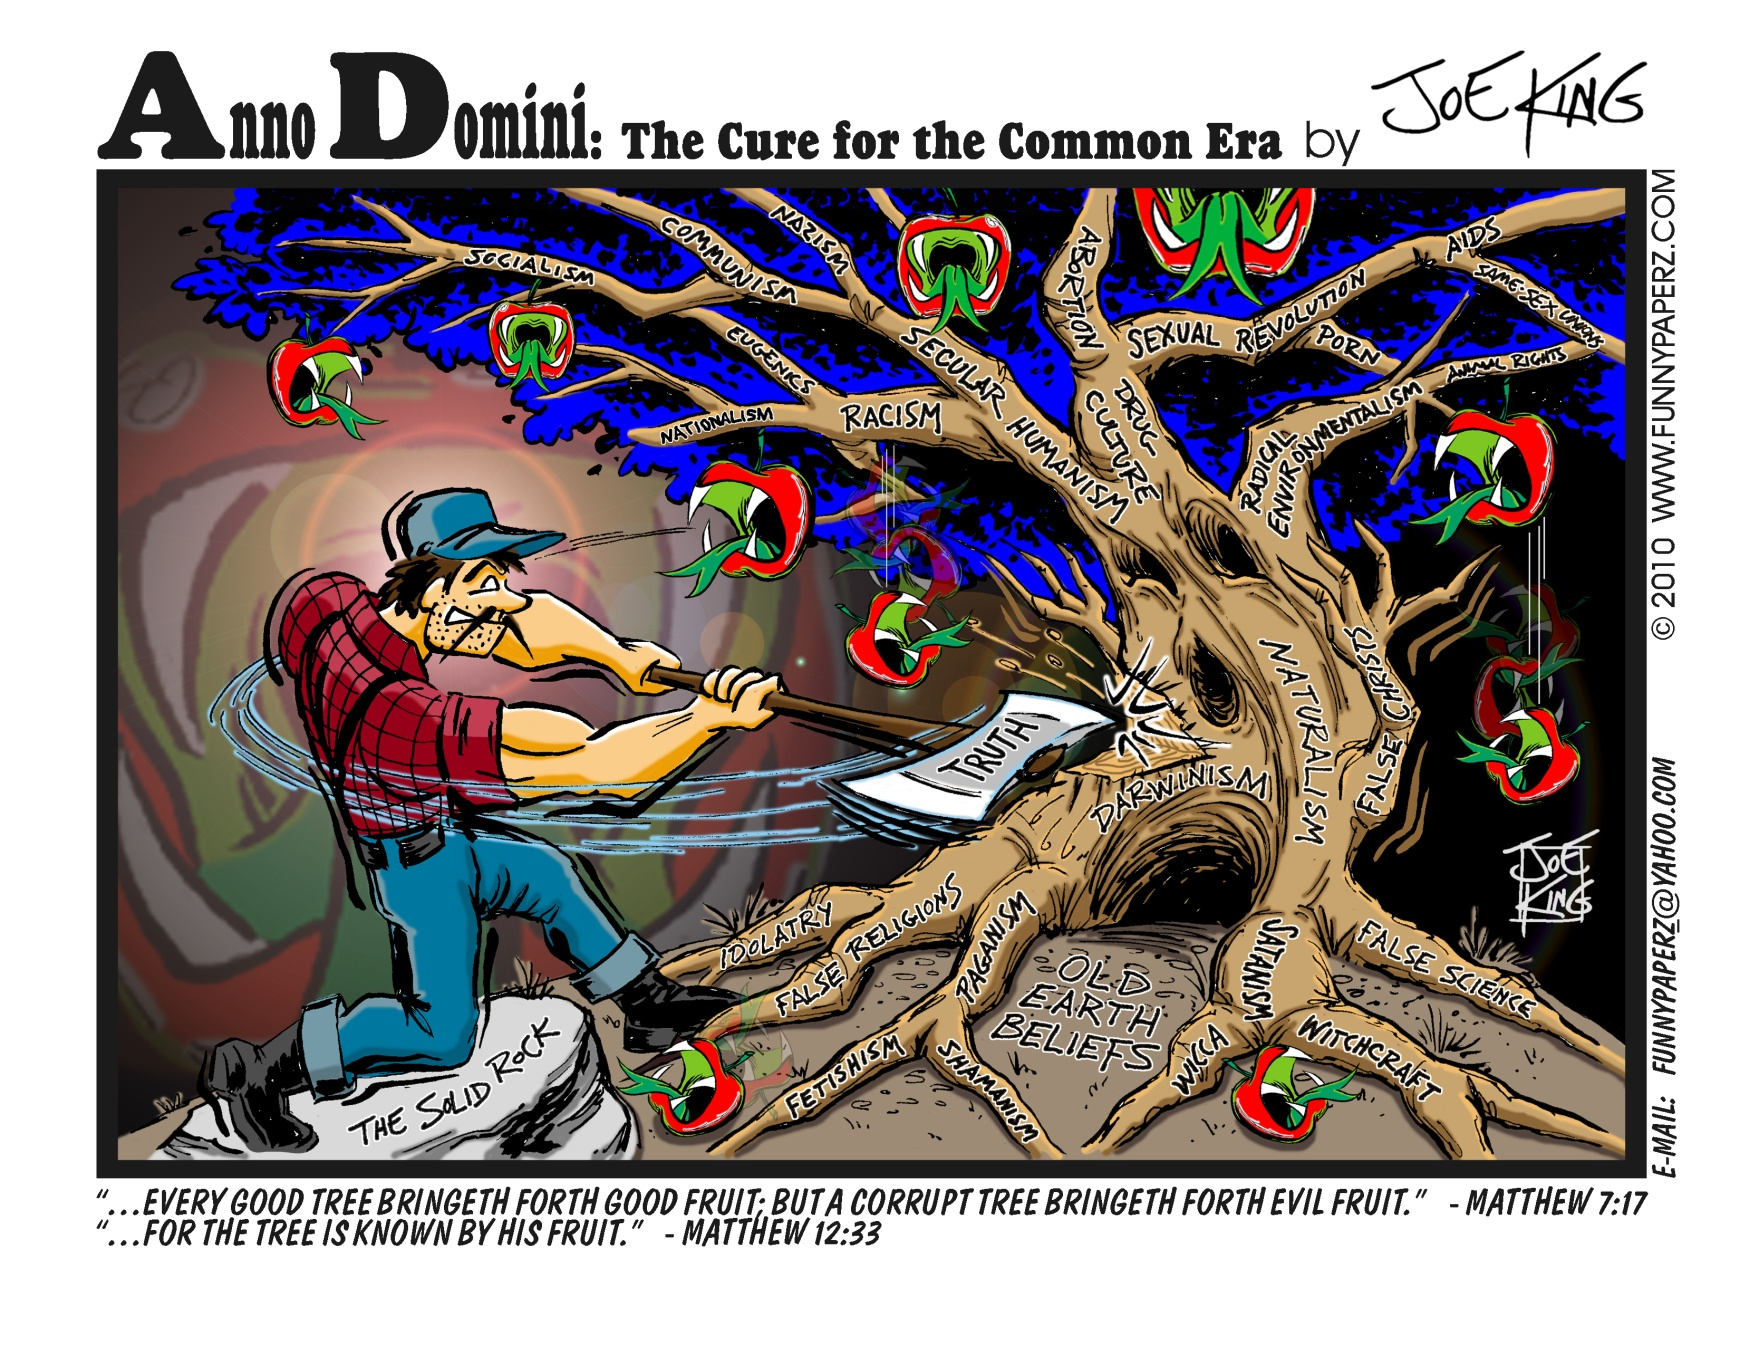 Anno Domini: The Cure for the Common Era by JOE KING
© 2010 WWW.FUNNYPAPERZ.COM
E-MAIL: FUNNYPAPERZ_@YAHOO.COM
SOCIALISM
COMMUNISM
NAZISM
ABORTION
AIDS
SAME-SEX UNIONS
SEXUAL REVOLUTION
PORN
ANIMAL RIGHTS
EUGENICS
SECULAR HUMANISM
NATIONALISM
RACISM
DRUG
CULTURE
RADICAL
ENVIRONMENTALISM
NATURALISM
FALSE CHRISTS
TRUTH
DARWINISM
JOE
KING
IDOLATRY
FALSE RELIGIONS
PAGANISM
OLD
EARTH
BELIEFS
SATANISM
FALSE SCIENCE
THE SOLID ROCK
FETISHISM
SHAMANISM
WICCA
WITCHCRAFT
"...EVERY GOOD TREE BRINGETH FORTH GOOD FRUIT; BUT A CORRUPT TREE BRINGETH FORTH EVIL FRUIT." - MATTHEW 7:17
"...FOR THE TREE IS KNOWN BY HIS FRUIT." - MATTHEW 12:33